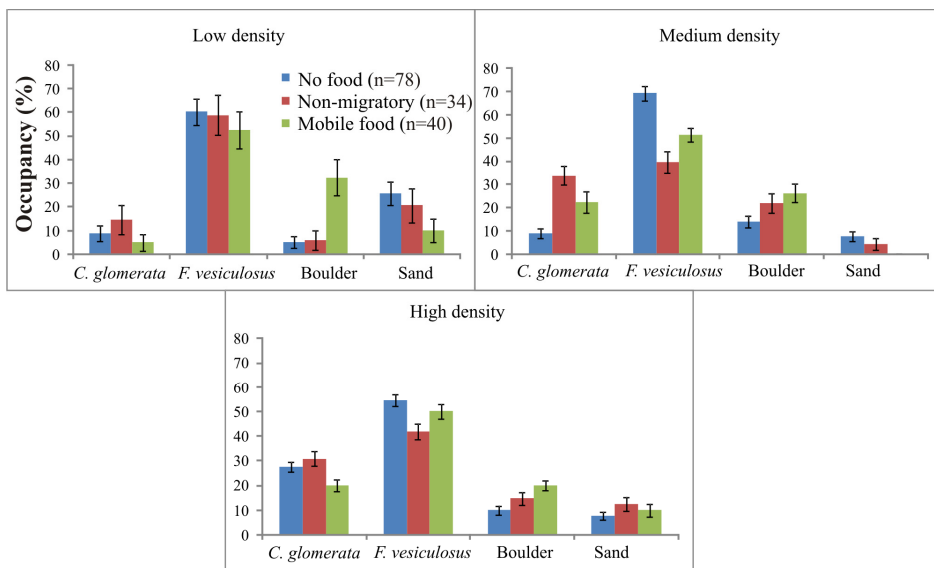 Low density
Occupancy (%)
80
70
60
50
40
30
20
10
0
No food (n=78)
Non-migratory (n=34)
Mobile food (n=40)
C. glomerata F. vesiculosus Boulder Sand
Medium density
80
70
60
50
40
30
20
10
0
C. glomerata F. vesiculosus Boulder Sand
High density
80
70
60
50
40
30
20
10
0
C. glomerata F. vesiculosus Boulder Sand